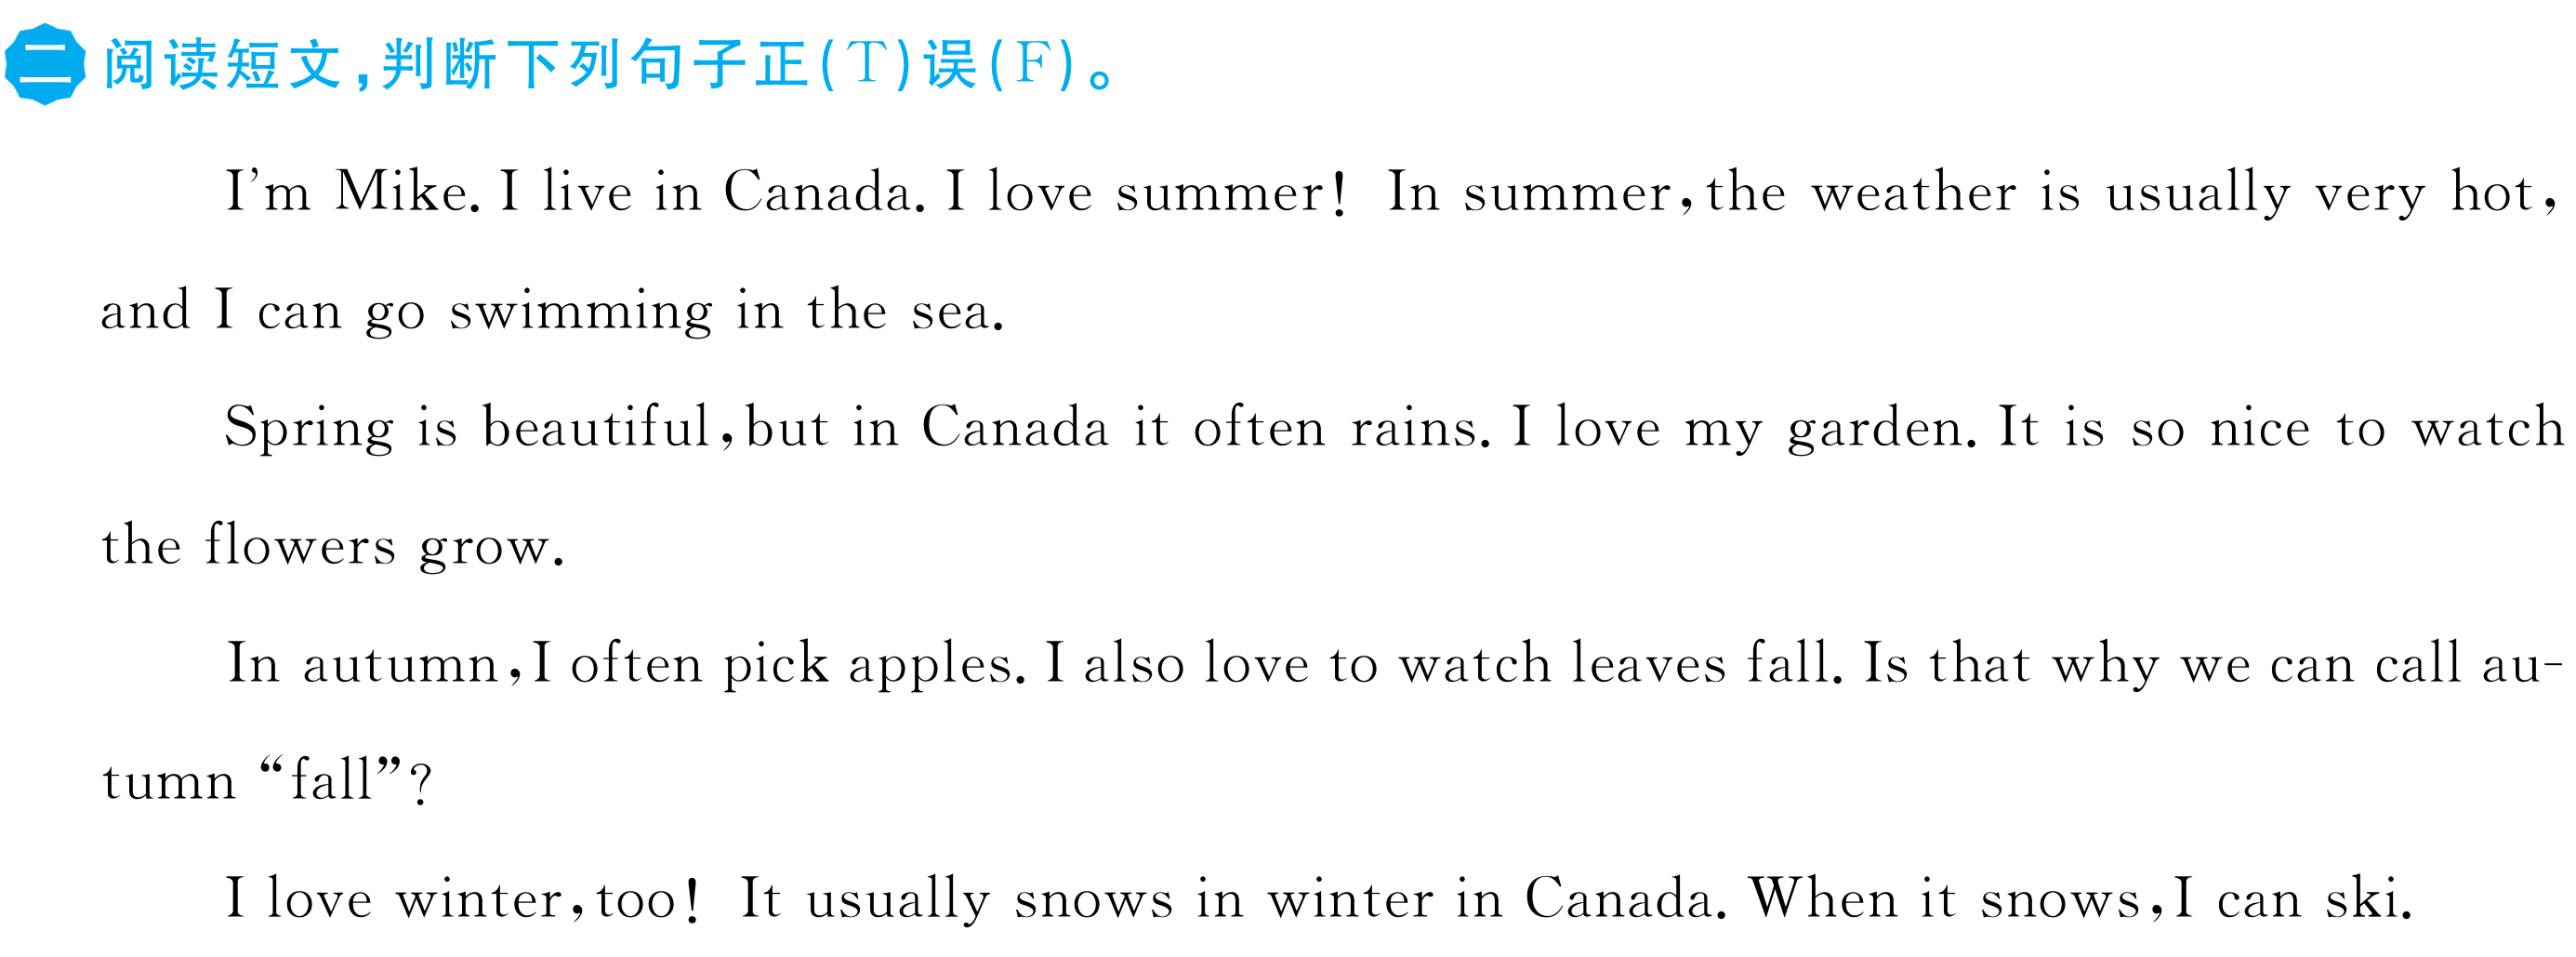 二 阅读短文,判断下列句子正(T)误(F)。
I’m Mike. I live in Canada. I love summer! In summer, the weather is usually very hot,
and I can go swimming in the sea.
Spring is beautiful, but in Canada it often rains. I love my garden. It is so nice to watch
the flowers grow.
In autumn, I often pick apples. I also love to watch leaves fall. Is that why we can call au-
tumn “fall”?
I love winter, too! It usually snows in winter in Canada. When it snows, I can ski.